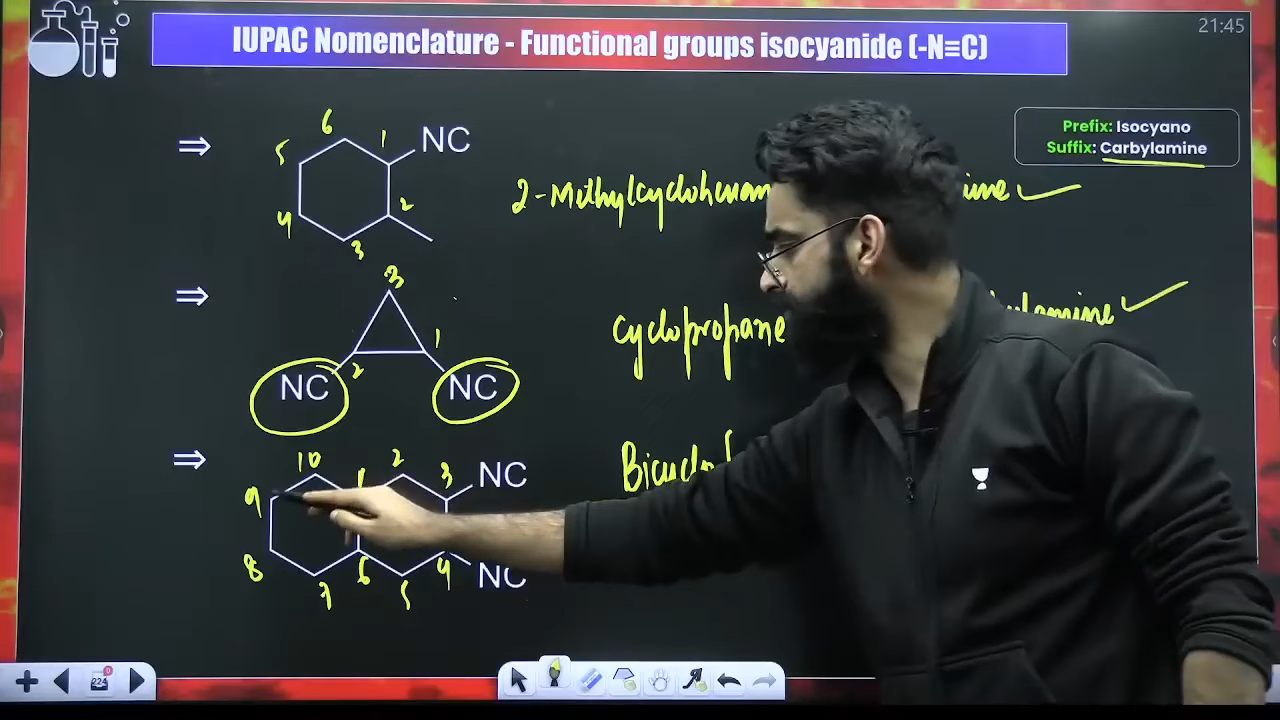 21:45
IUPAC Nomenclature - Functional groups isocyanide (-N≡C)
Prefix: Isocyano
Suffix: Carbylamine
⇒
6
1
NC
5
4
2
3
2-Methylcyclohexan
ine
⇒
3
1
2
NC
NC
Cyclopropane
lamine
⇒
10
1
2
3
NC
9
8
7
6
5
4
NC
Bicyclo[
224